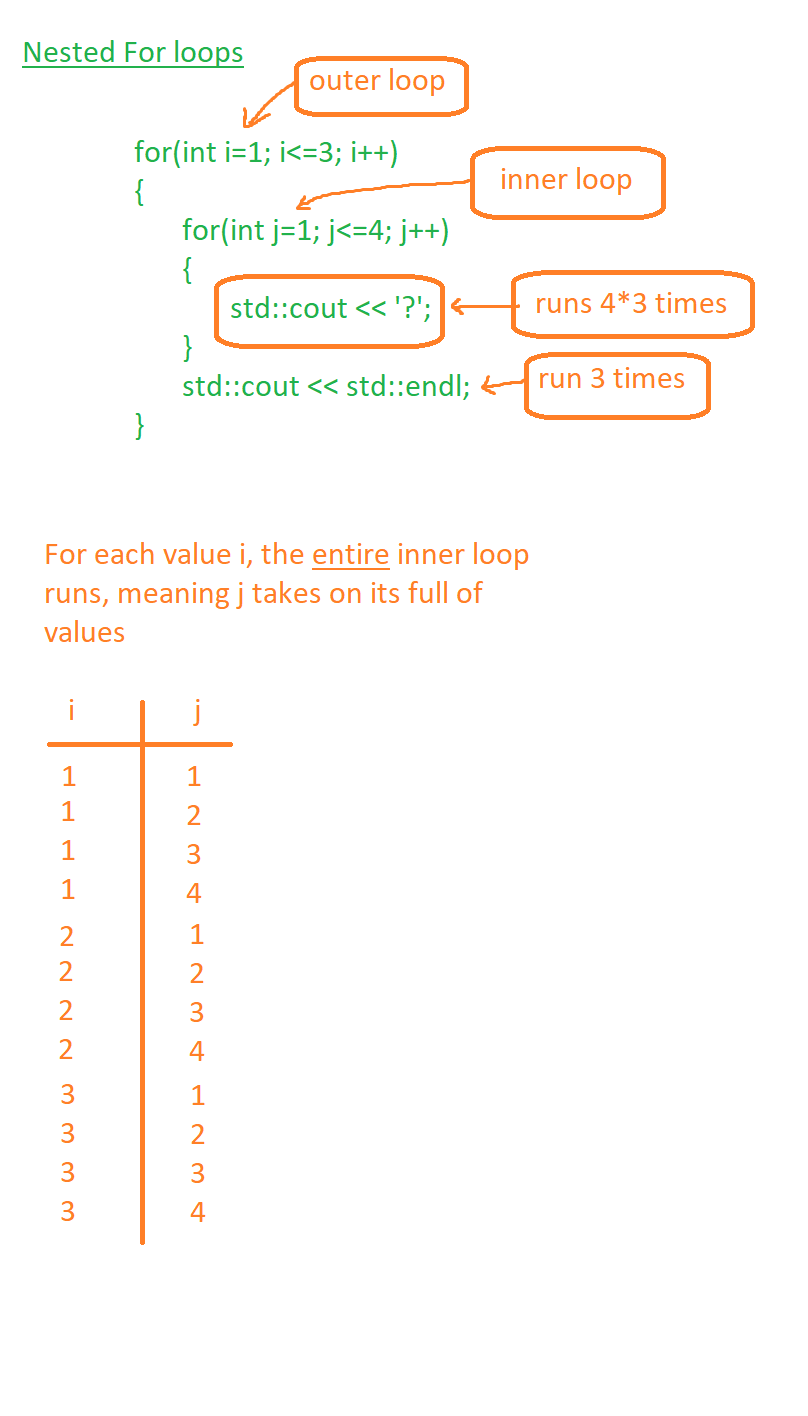 Nested For loops
outer loop
for(int i=1; i<=3; i++)
{
inner loop
for(int j=1; j<=4; j++)
{
std::cout << '?';
runs 4*3 times
}
std::cout << std::endl;
run 3 times
}
For each value i, the entire inner loop
runs, meaning j takes on its full of
values
i j
1 1
1 2
1 3
1 4
2 1
2 2
2 3
2 4
3 1
3 2
3 3
3 4